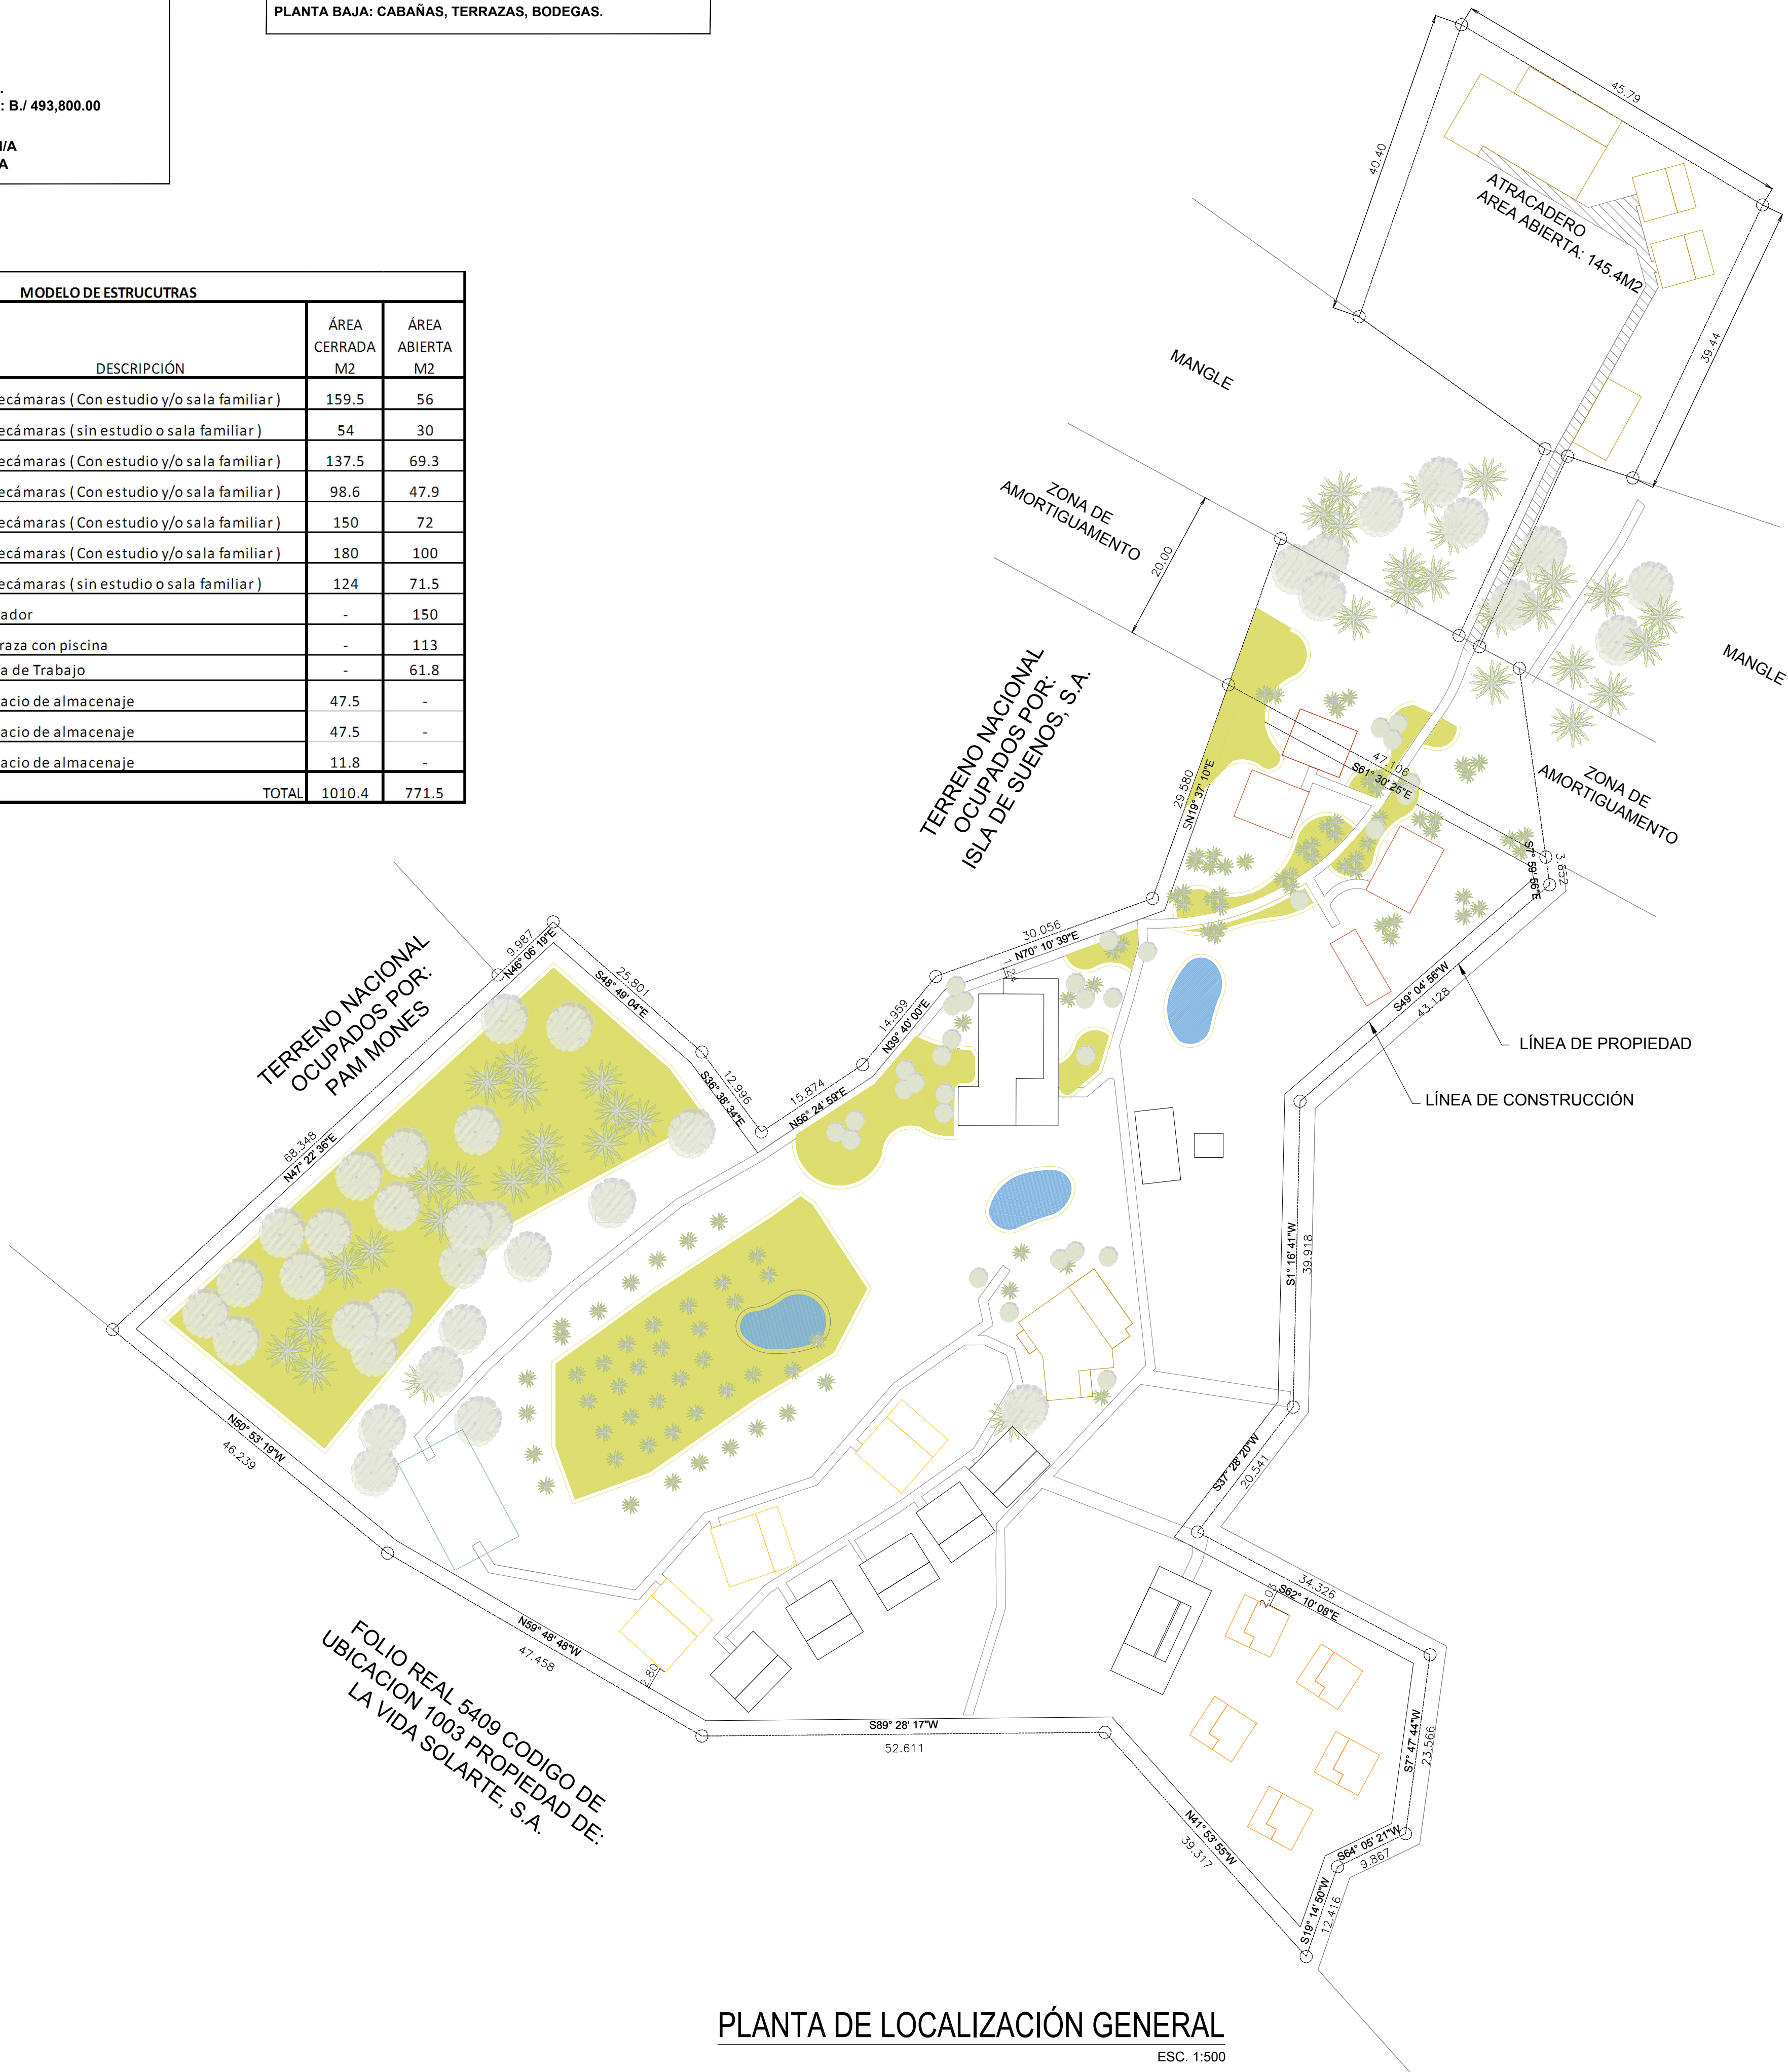 PLANTA BAJA: CABAÑAS, TERRAZAS, BODEGAS.
.
: B./ 493,800.00
/A
A
MODELO DE ESTRUCUTRAS
DESCRIPCIÓN
ÁREA CERRADA M2
ÁREA ABIERTA M2
ecámaras ( Con estudio y/o sala familiar ) 159.5 56
ecámaras ( sin estudio o sala familiar ) 54 30
ecámaras ( Con estudio y/o sala familiar ) 137.5 69.3
ecámaras ( Con estudio y/o sala familiar ) 98.6 47.9
ecámaras ( Con estudio y/o sala familiar ) 150 72
ecámaras ( Con estudio y/o sala familiar ) 180 100
ecámaras ( sin estudio o sala familiar ) 124 71.5
ador - 150
raza con piscina - 113
a de Trabajo - 61.8
acio de almacenaje 47.5 -
acio de almacenaje 47.5 -
acio de almacenaje 11.8 -
TOTAL 1010.4 771.5
45.79
40.40
39.44
ATRACADERO
AREA ABIERTA: 145.4M2
MANGLE
ZONA DE
AMORTIGUAMENTO
20.00
MANGLE
ZONA DE
AMORTIGUAMENTO
TERRENO NACIONAL
OCUPADOS POR:
ISLA DE SUENOS, S.A.
29.580
SN19° 37' 10"E
47.106
S61° 30' 25"E
S7° 59' 56"E
3.652
S49° 04' 56"W
43.128
LÍNEA DE PROPIEDAD
LÍNEA DE CONSTRUCCIÓN
30.056
N70° 10' 39"E
14.959
N39° 40' 00"E
15.874
N56° 24' 59"E
12.996
S36° 38' 34"E
25.801
S48° 49' 04"E
9.987
N46° 06' 19"E
TERRENO NACIONAL
OCUPADOS POR:
PAM MONES
68.348
N47° 22' 36"E
N50° 53' 19"W
46.239
N59° 48' 48"W
47.458
2.80
S89° 28' 17"W
52.611
N41° 53' 55"W
39.317
S19° 14' 50"W
12.416
S64° 05' 21"W
9.867
S7° 47' 44"W
23.566
34.326
S62° 10' 08"E
S37° 28' 20"W
20.541
S1° 16' 41"W
39.918
FOLIO REAL 5409 CODIGO DE
UBICACION 1003 PROPIEDAD DE:
LA VIDA SOLARTE, S.A.
PLANTA DE LOCALIZACIÓN GENERAL
ESC. 1:500